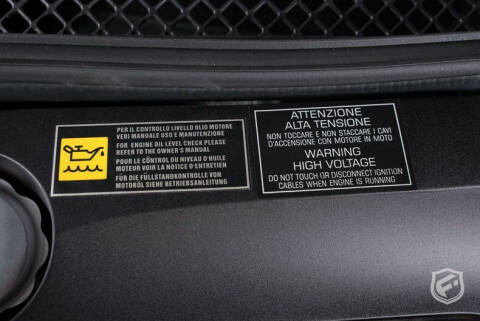 PER IL CONTROLLO LIVELLO OLIO MOTORE
VEDI MANUALE USO E MANUTENZIONE
FOR ENGINE OIL LEVEL CHECK PLEASE
REFER TO THE OWNER'S MANUAL
POUR LE CÔNTROL DU NIVEAU D'HUILE
MOTEUR VOIR LA NOTICE D'ENTRETIEN
FÜR DIE FÜLLSTANDKONTROLLE VON
MOTORÖL SIEHE BETRIEBSANLEITUNG
ATTENZIONE
ALTA TENSIONE
NON TOCCARE E NON STACCARE I CAVI
D'ACCENSIONE CON MOTORE IN MOTO
WARNING
HIGH VOLTAGE
DO NOT TOUCH OR DISCONNECT IGNITION
CABLES WHEN ENGINE IS RUNNING